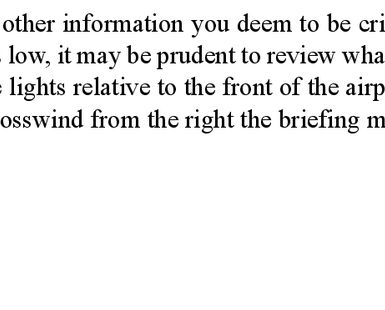 other information you deem to be cri
low, it may be prudent to review wha
lights relative to the front of the airp
osswind from the right the briefing m